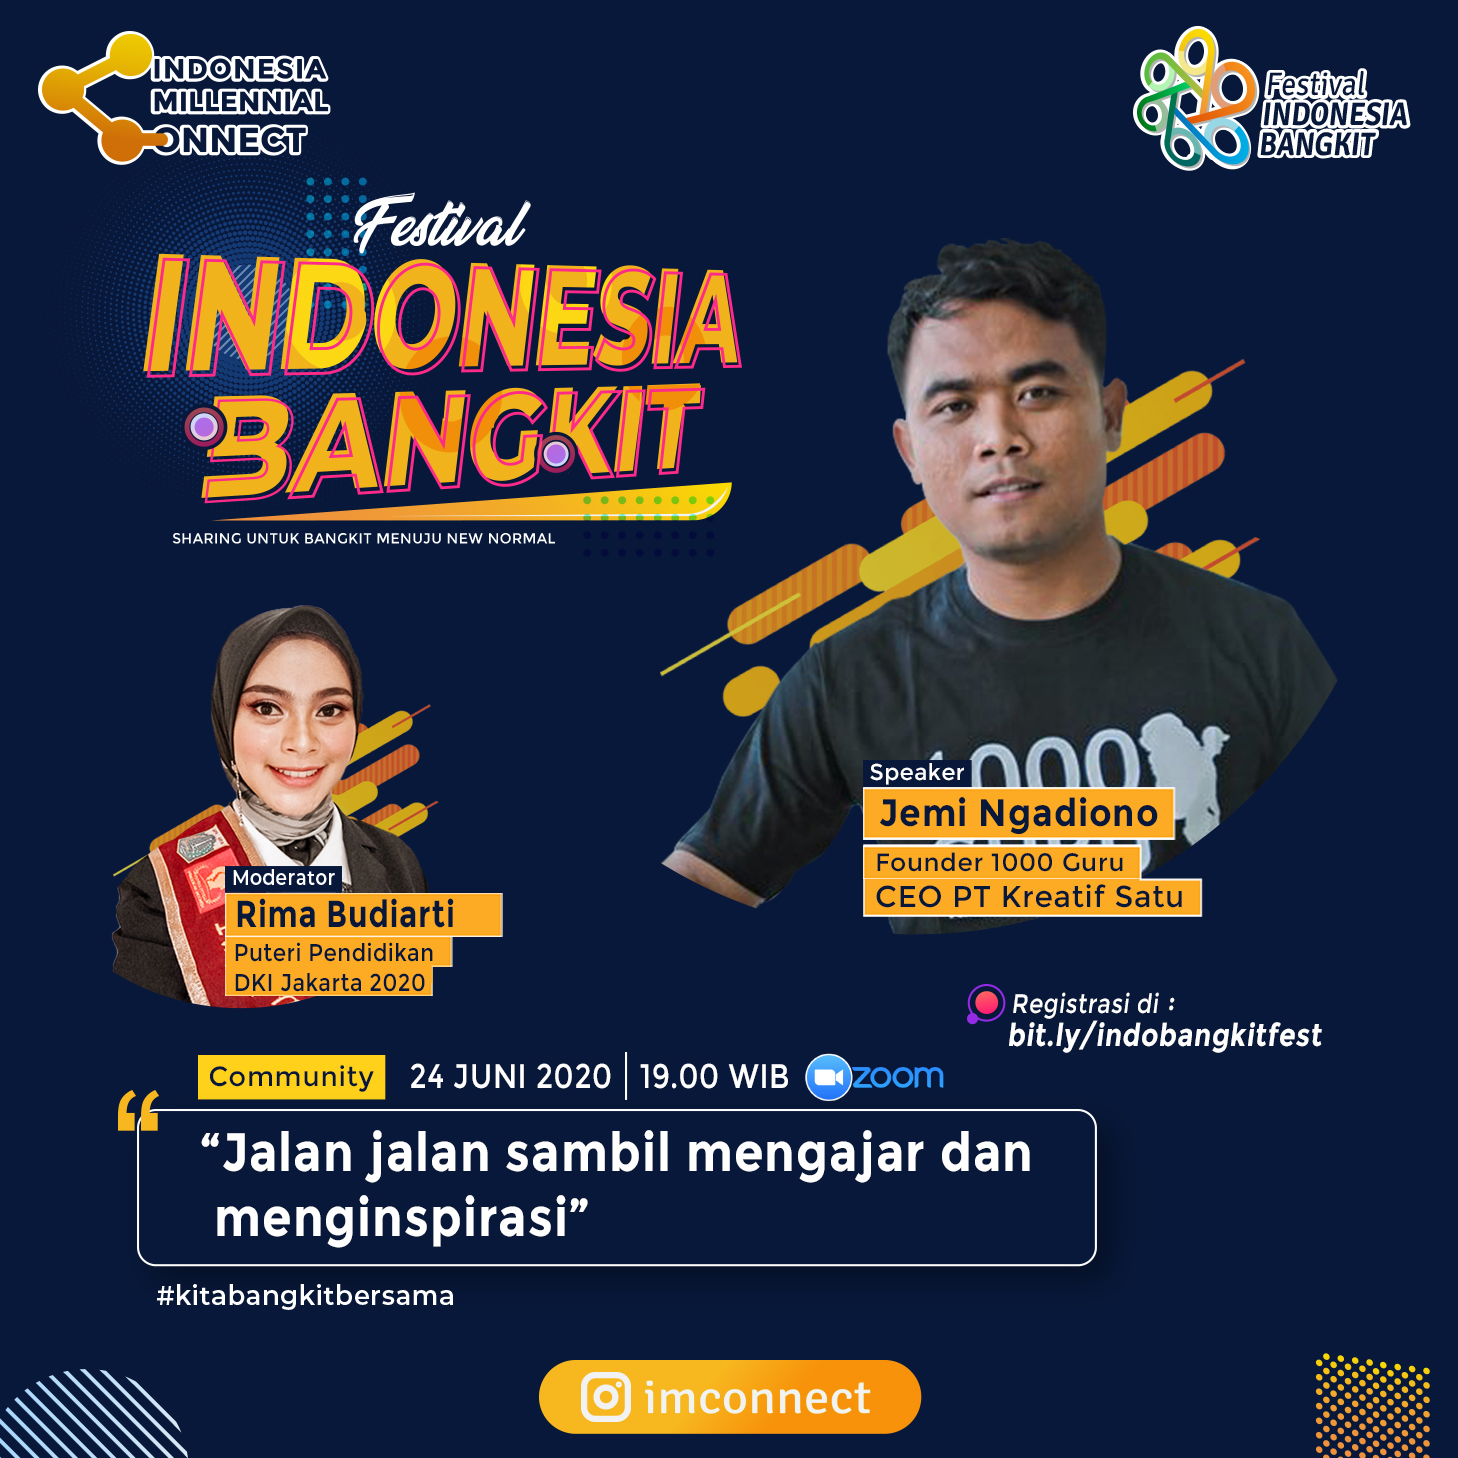 INDONESIA
MILLENNIAL
CONNECT
Festival
INDONESIA
BANGKIT
Festival
INDONESIA
BANGKIT
SHARING UNTUK BANGKIT MENUJU NEW NORMAL
1000
Speaker
Jemi Ngadiono
Founder 1000 Guru
CEO PT Kreatif Satu
Moderator
Rima Budiarti
Puteri Pendidikan
DKI Jakarta 2020
Registrasi di :
bit.ly/indobangkitfest
Community 24 JUNI 2020 | 19.00 WIB zoom
“Jalan jalan sambil mengajar dan
menginspirasi”
#kitabangkitbersama
imconnect